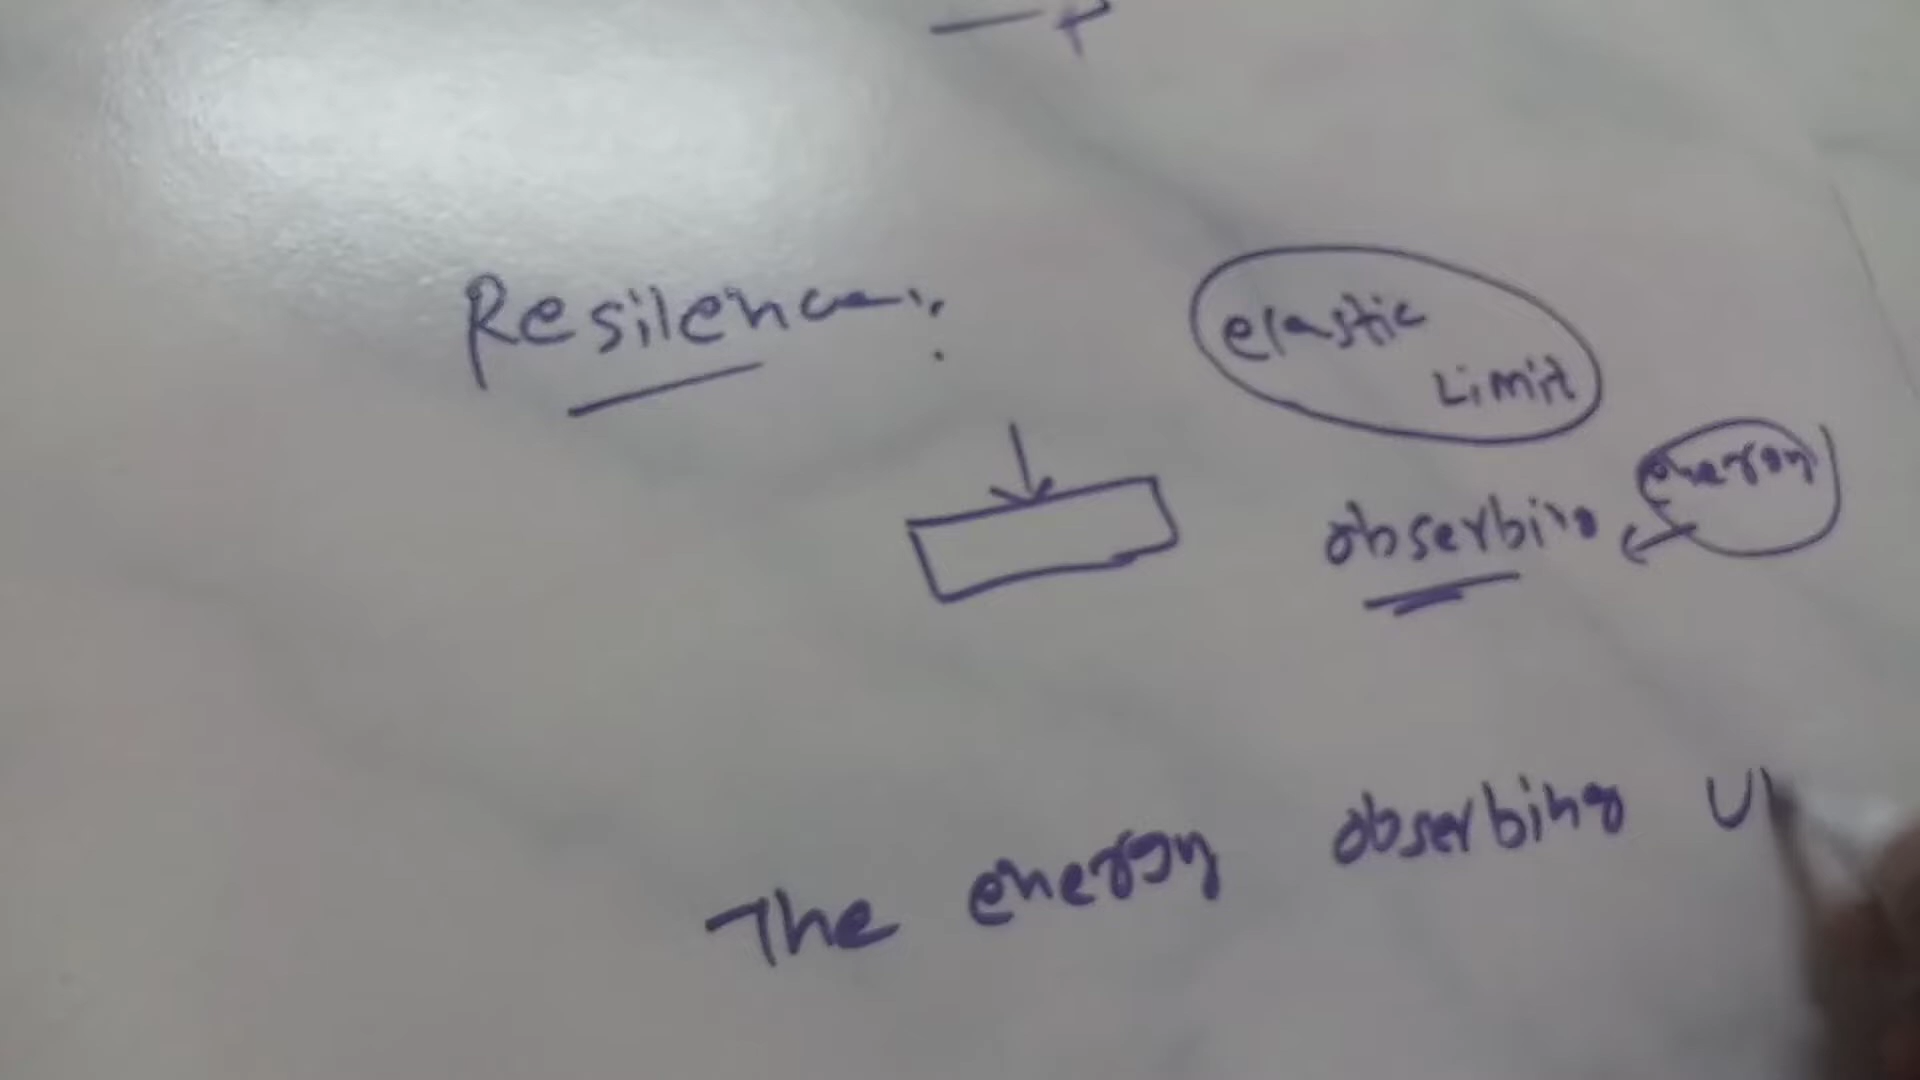 Resilence:
elastic
Limit
energy
obserbing
The energy obserbing